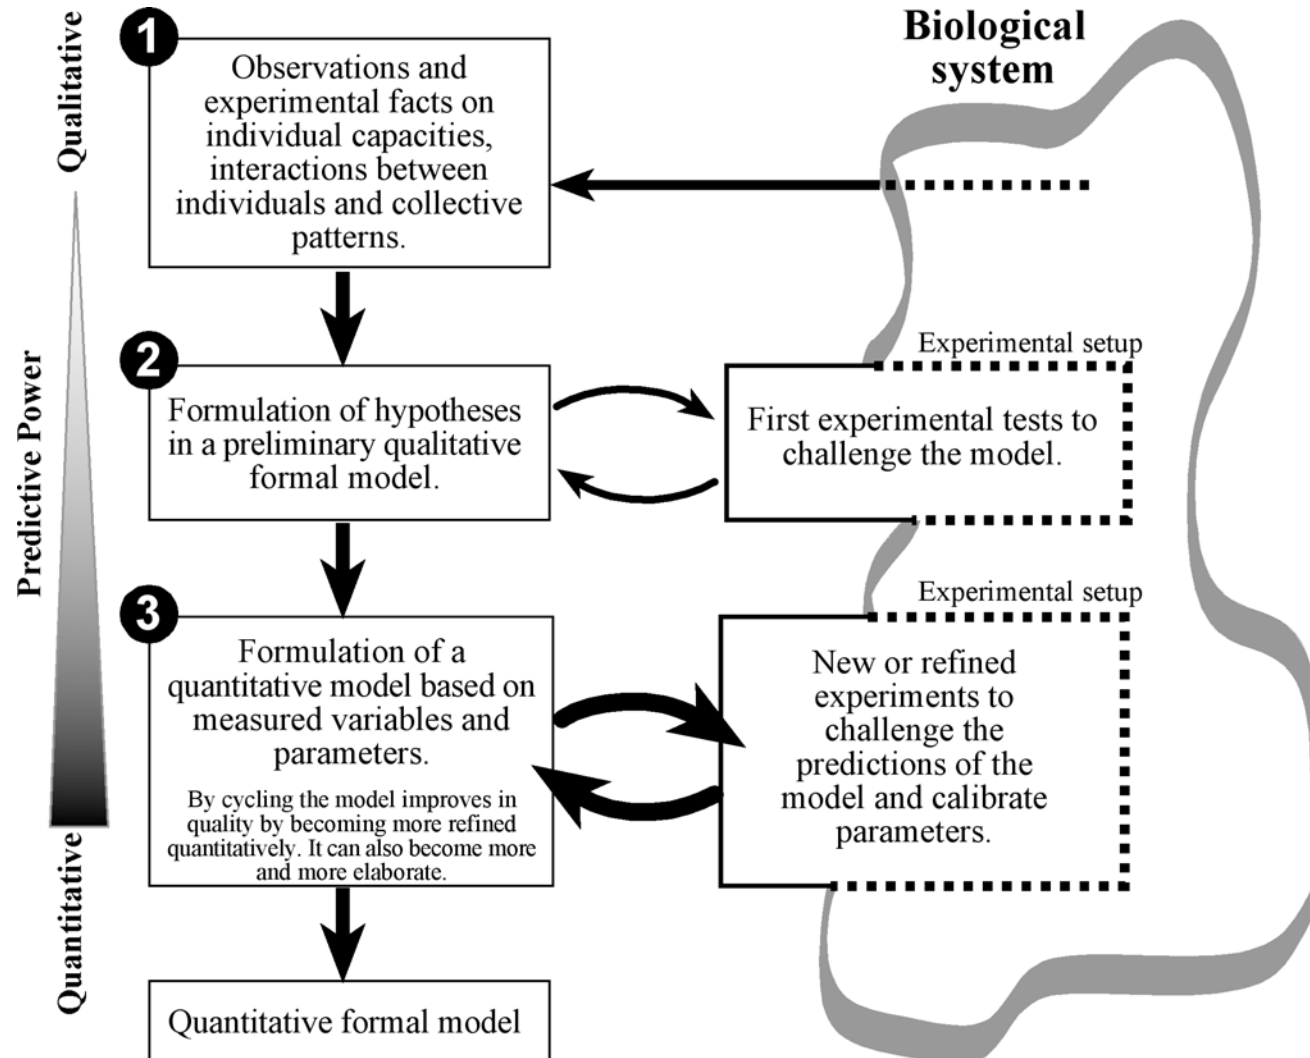 Qualitative
Predictive Power
Quantitative
1
Observations and
experimental facts on
individual capacities,
interactions between
individuals and collective
patterns.
Biological
system
2
Formulation of hypotheses
in a preliminary qualitative
formal model.
Experimental setup
First experimental tests to
challenge the model.
3
Formulation of a
quantitative model based on
measured variables and
parameters.
By cycling the model improves in
quality by becoming more refined
quantitatively. It can also become more
and more elaborate.
Experimental setup
New or refined
experiments to
challenge the
predictions of the
model and calibrate
parameters.
Quantitative formal model